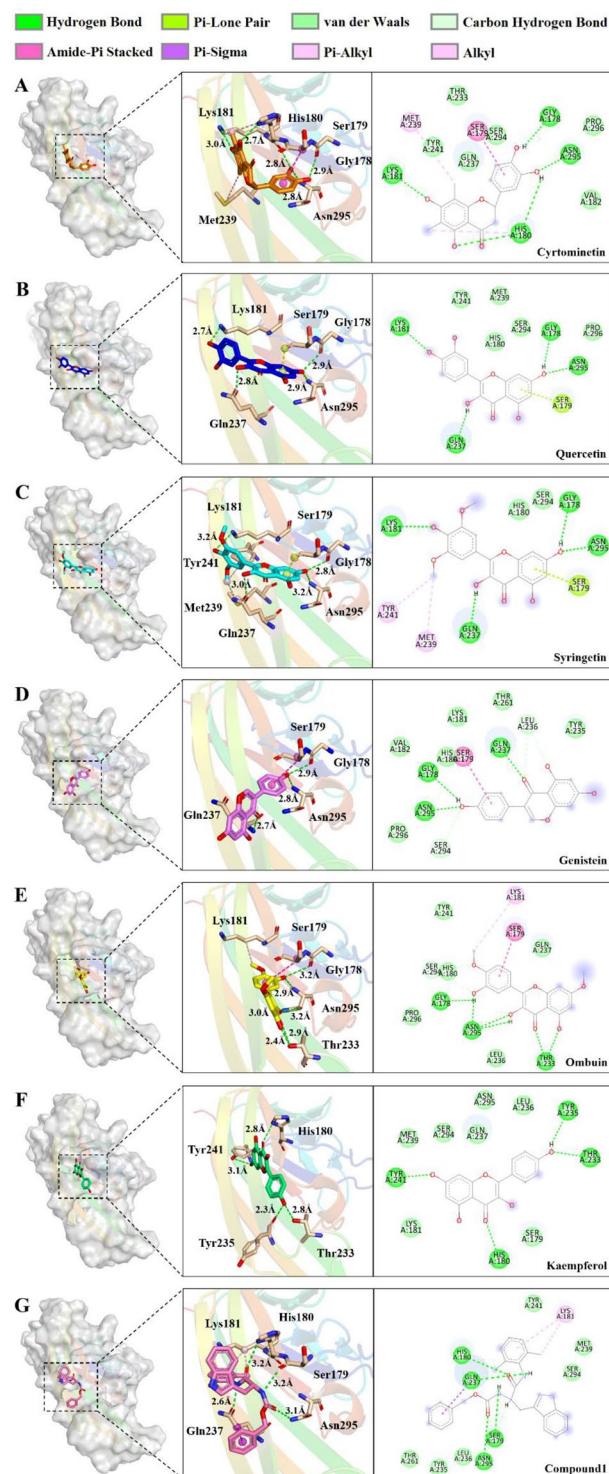 Hydrogen Bond Pi-Lone Pair van der Waals Carbon Hydrogen Bond
Amide-Pi Stacked Pi-Sigma Pi-Alkyl Alkyl
A
Lys181
His180
Ser179
Gly178
Asn295
Met239
3.0Å
2.7Å
2.8Å
2.9Å
2.8Å
THR
A:233
MET
A:239
TYR
A:241
SER
A:179
SER
A:294
GLY
A:178
PRO
A:296
GLN
A:237
ASN
A:295
LYS
A:181
VAL
A:182
HIS
A:180
H
H
Cyrtominetin
B
Lys181
Ser179
Gly178
Asn295
Gln237
2.7Å
2.8Å
2.9Å
2.9Å
TYR
A:241
MET
A:239
LYS
A:181
HIS
A:180
SER
A:294
GLY
A:178
PRO
A:296
ASN
A:295
SER
A:179
GLN
A:237
Quercetin
C
Lys181
Ser179
Tyr241
Gly178
Met239
Asn295
Gln237
3.2Å
3.0Å
2.8Å
3.2Å
LYS
A:181
HIS
A:180
SER
A:294
GLY
A:178
ASN
A:295
SER
A:179
TYR
A:241
MET
A:239
GLN
A:237
Syringetin
D
Ser179
Gly178
Gln237
Asn295
2.9Å
2.8Å
2.7Å
THR
A:261
LYS
A:181
LEU
A:236
TYR
A:235
VAL
A:182
HIS
A:180
SER
A:179
GLN
A:237
GLY
A:178
ASN
A:295
PRO
A:296
SER
A:294
Genistein
E
Lys181
Ser179
Gly178
Asn295
Thr233
3.2Å
2.9Å
3.0Å
3.2Å
2.9Å
2.4Å
LYS
A:181
TYR
A:241
SER
A:179
GLN
A:237
SER
A:294
HIS
A:180
GLY
A:178
PRO
A:296
ASN
A:295
LEU
A:236
THR
A:233
Ombuin
F
His180
Tyr241
Tyr235
Thr233
2.8Å
3.1Å
2.3Å
2.8Å
ASN
A:295
LEU
A:236
TYR
A:235
MET
A:239
SER
A:294
GLN
A:237
THR
A:233
TYR
A:241
LYS
A:181
SER
A:179
HIS
A:180
Kaempferol
G
Lys181
His180
Ser179
Asn295
Gln237
3.2Å
3.2Å
2.6Å
3.1Å
TYR
A:241
LYS
A:181
HIS
A:180
MET
A:239
GLN
A:237
SER
A:294
SER
A:179
THR
A:261
TYR
A:235
LEU
A:236
ASN
A:295
Compound1